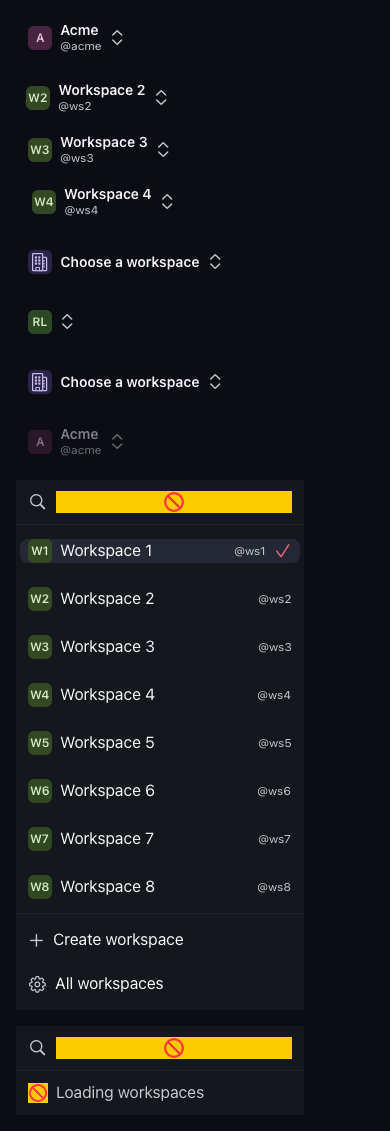 A Acme
@acme
W2 Workspace 2
@ws2
W3 Workspace 3
@ws3
W4 Workspace 4
@ws4
Choose a workspace
RL
Choose a workspace
A Acme
@acme
W1 Workspace 1 @ws1
W2 Workspace 2 @ws2
W3 Workspace 3 @ws3
W4 Workspace 4 @ws4
W5 Workspace 5 @ws5
W6 Workspace 6 @ws6
W7 Workspace 7 @ws7
W8 Workspace 8 @ws8
Create workspace
All workspaces
Loading workspaces